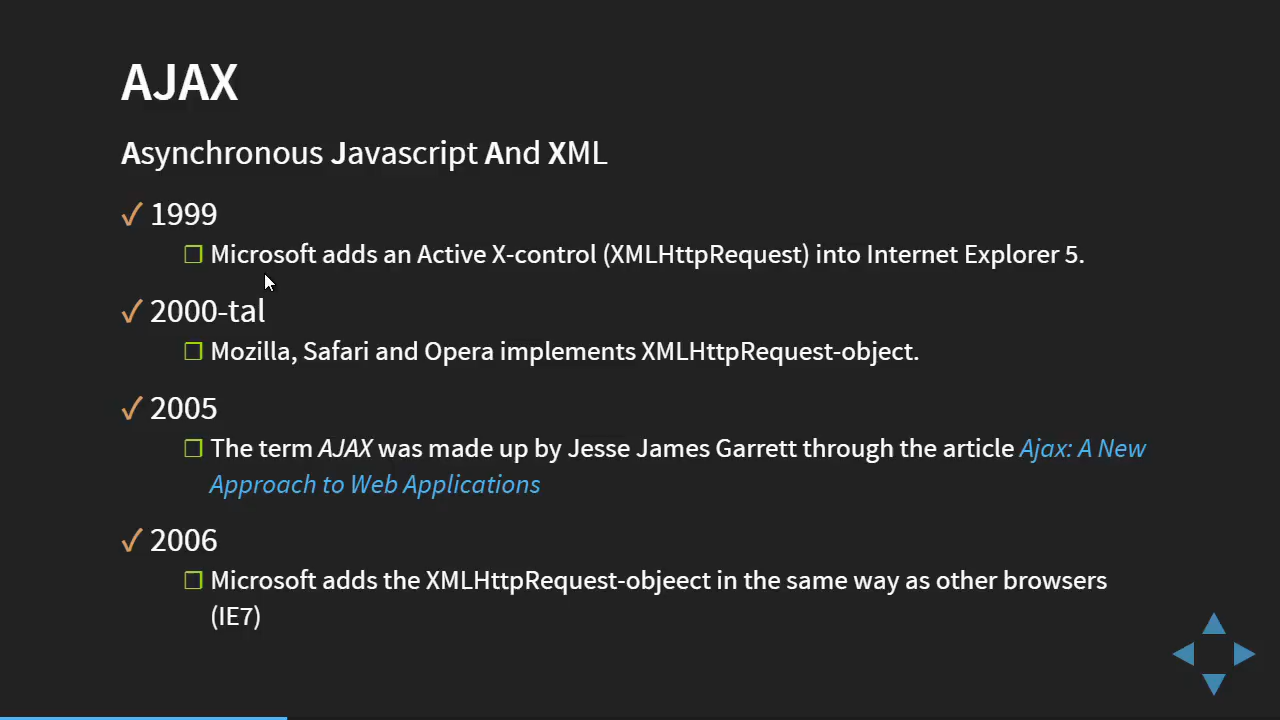 AJAX
Asynchronous Javascript And XML
✓ 1999
❐ Microsoft adds an Active X-control (XMLHttpRequest) into Internet Explorer 5.
✓ 2000-tal
❐ Mozilla, Safari and Opera implements XMLHttpRequest-object.
✓ 2005
❐ The term AJAX was made up by Jesse James Garrett through the article Ajax: A New
Approach to Web Applications
✓ 2006
❐ Microsoft adds the XMLHttpRequest-objeect in the same way as other browsers
(IE7)